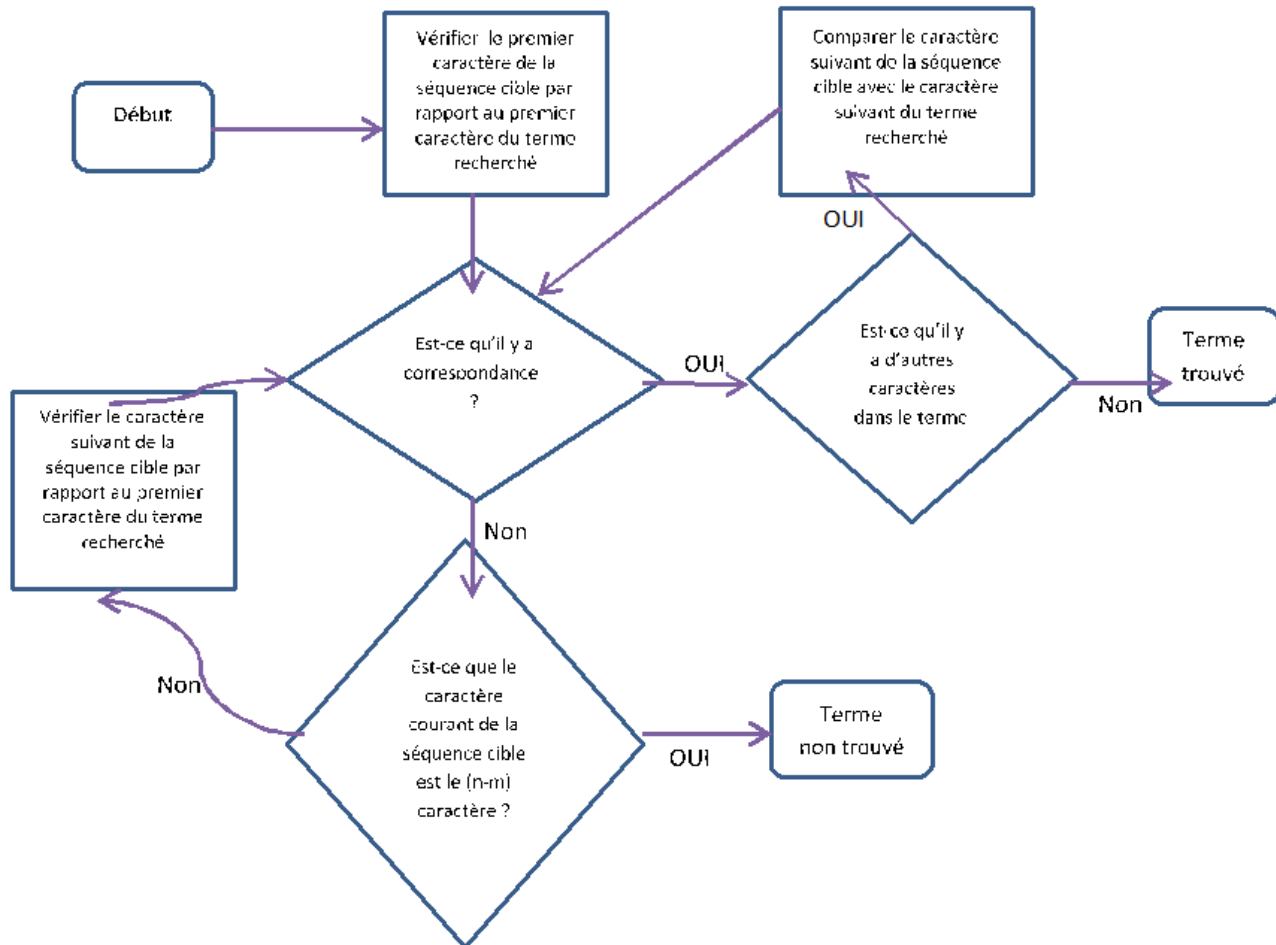 Début
Vérifier le premier
caractère de la
séquence cible par
rapport au premier
caractère du terme
recherché
Comparer le caractère
suivant de la séquence
cible avec le caractère
suivant du terme
recherché
OUI
Est-ce qu'il y a
correspondance
?
OUI
Est-ce qu'il y
a d'autres
caractères
dans le terme
Non
Terme
trouvé
Vérifier le caractère
suivant de la
séquence cible par
rapport au premier
caractère du terme
recherché
Non
Non
Est-ce que le
caractère
courant de la
séquence cible
est le (n-m)
caractère ?
OUI
Terme
non trouvé